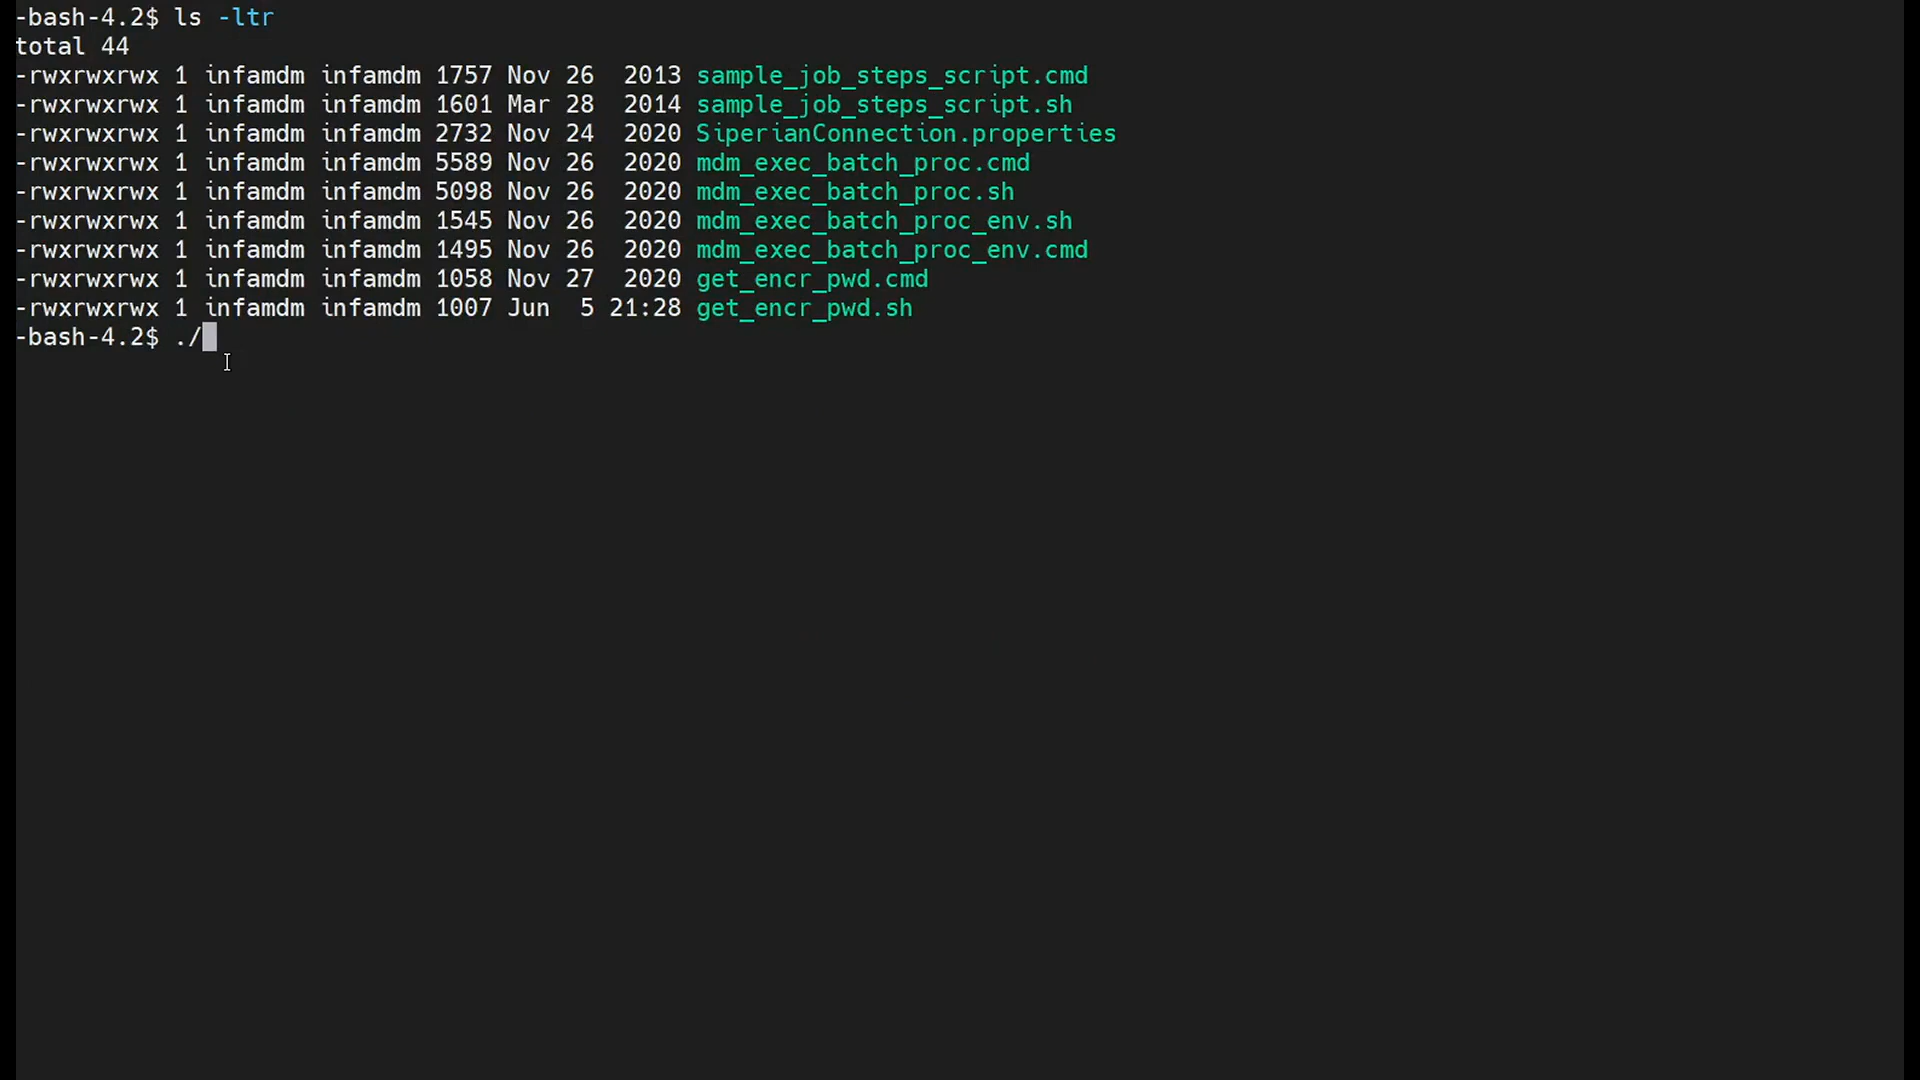 -bash-4.2$ ls -ltr
total 44
-rwxrwxrwx 1 infamdm infamdm 1757 Nov 26  2013 sample_job_steps_script.cmd
-rwxrwxrwx 1 infamdm infamdm 1601 Mar 28  2014 sample_job_steps_script.sh
-rwxrwxrwx 1 infamdm infamdm 2732 Nov 24  2020 SiperianConnection.properties
-rwxrwxrwx 1 infamdm infamdm 5589 Nov 26  2020 mdm_exec_batch_proc.cmd
-rwxrwxrwx 1 infamdm infamdm 5098 Nov 26  2020 mdm_exec_batch_proc.sh
-rwxrwxrwx 1 infamdm infamdm 1545 Nov 26  2020 mdm_exec_batch_proc_env.sh
-rwxrwxrwx 1 infamdm infamdm 1495 Nov 26  2020 mdm_exec_batch_proc_env.cmd
-rwxrwxrwx 1 infamdm infamdm 1058 Nov 27  2020 get_encr_pwd.cmd
-rwxrwxrwx 1 infamdm infamdm 1007 Jun  5 21:28 get_encr_pwd.sh
-bash-4.2$ ./